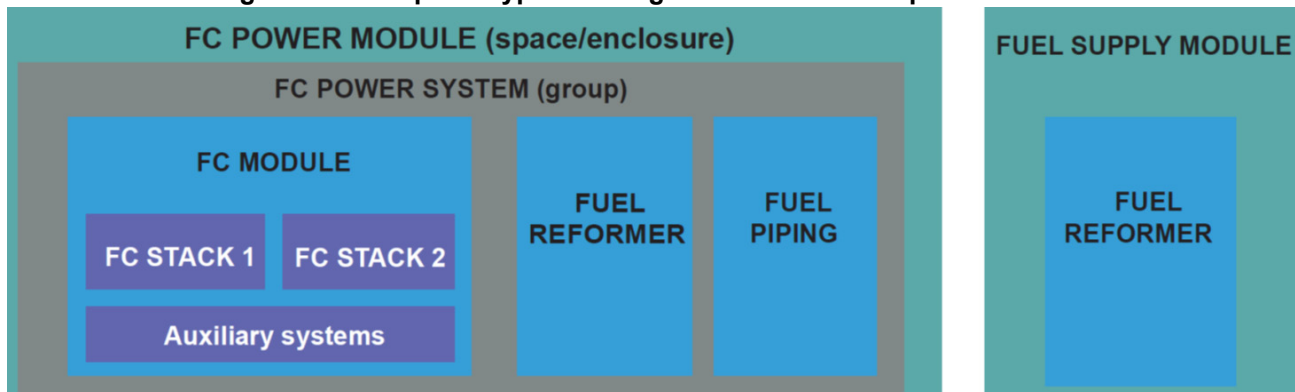 FC POWER MODULE (space/enclosure)
FUEL SUPPLY MODULE
FC POWER SYSTEM (group)
FC MODULE
FC STACK 1
FC STACK 2
Auxiliary systems
FUEL
REFORMER
FUEL
PIPING
FUEL
REFORMER